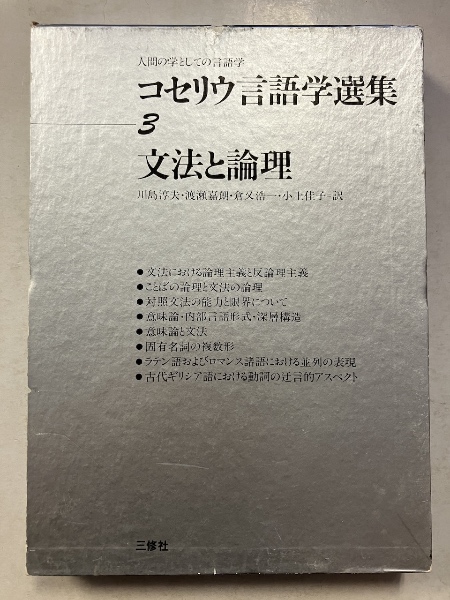 人間の学としての言語学
コセリウ言語学選集
3
文法と論理
川島淳夫・渡瀬嘉朗・倉又浩一・小土佳子=訳
●文法における論理主義と反論理主義
●ことばの論理と文法の論理
●対照文法の能力と限界について
●意味論・内部言語形式・深層構造
●意味論と文法
●固有名詞の複数形
●ラテン語およびロマンス諸語における並列の表現
●古代ギリシア語における動詞の迂言的アスペクト
三修社